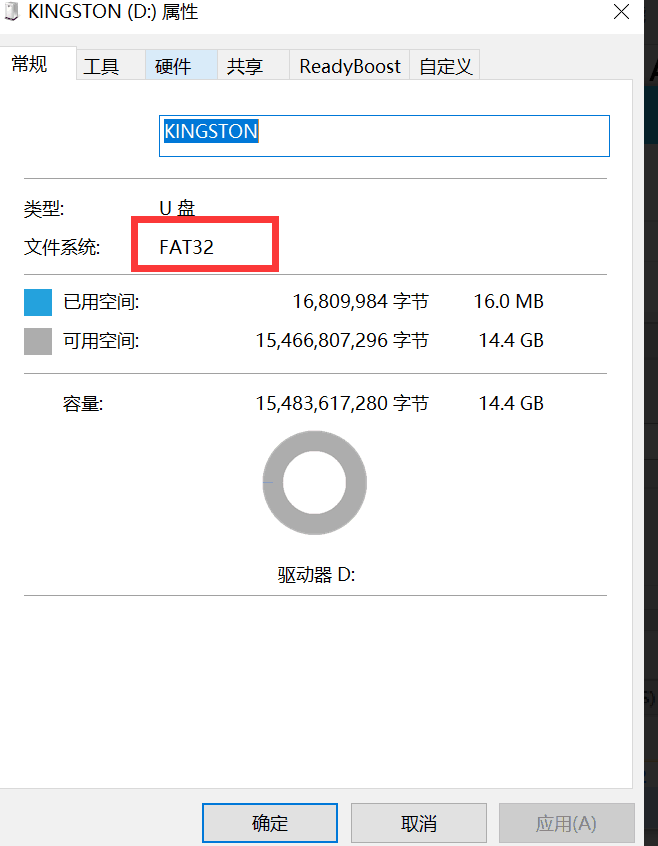 KINGSTON (D:) 属性
常规 工具 硬件 共享 ReadyBoost 自定义
KINGSTON
类型: U 盘
文件系统: FAT32
已用空间: 16,809,984 字节 16.0 MB
可用空间: 15,466,807,296 字节 14.4 GB
容量: 15,483,617,280 字节 14.4 GB
驱动器 D:
确定 取消 应用(A)